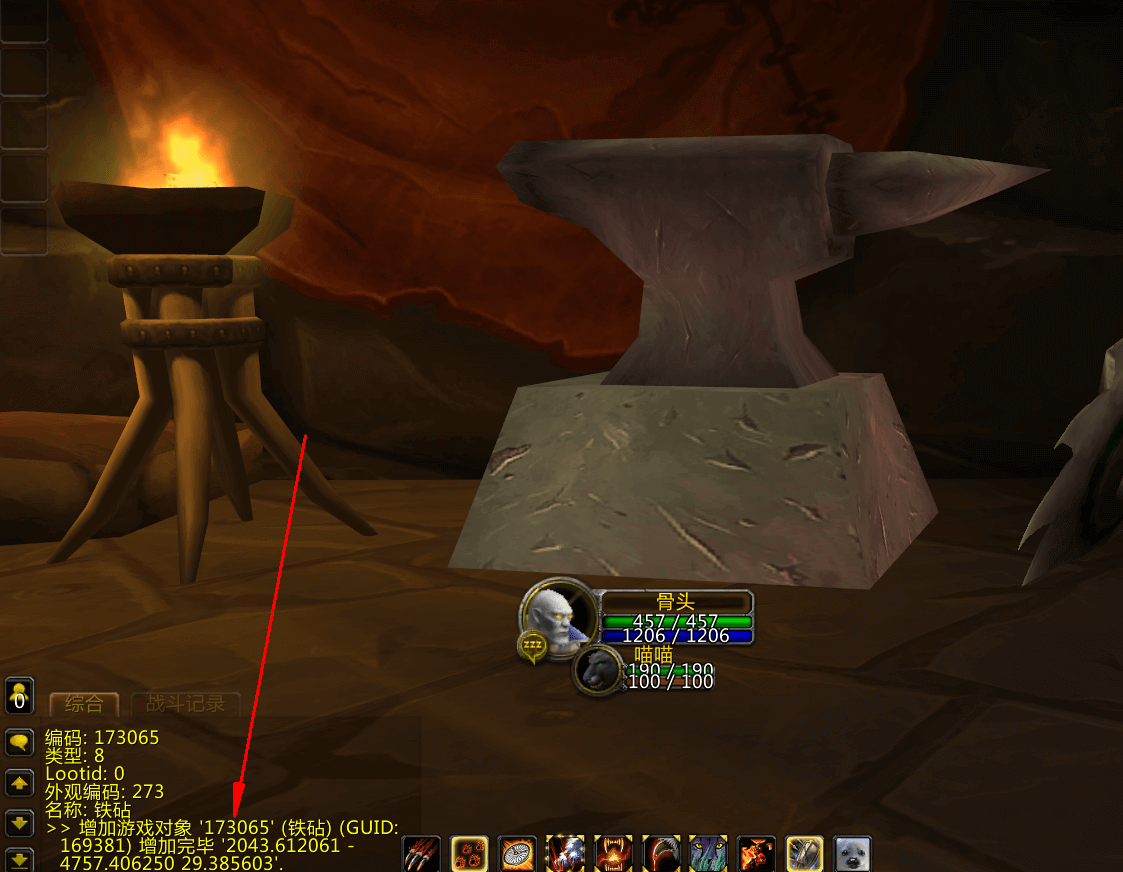 骨头
457 / 457
1206 / 1206
zzz
喵喵
190 / 190
100 / 100
0
综合 战斗记录
编码: 173065
类型: 8
Lootid: 0
外观编码: 273
名称: 铁砧
>> 增加游戏对象 '173065' (铁砧) (GUID:
169381) 增加完毕 '2043.612061 -
4757.406250 29.385603'.